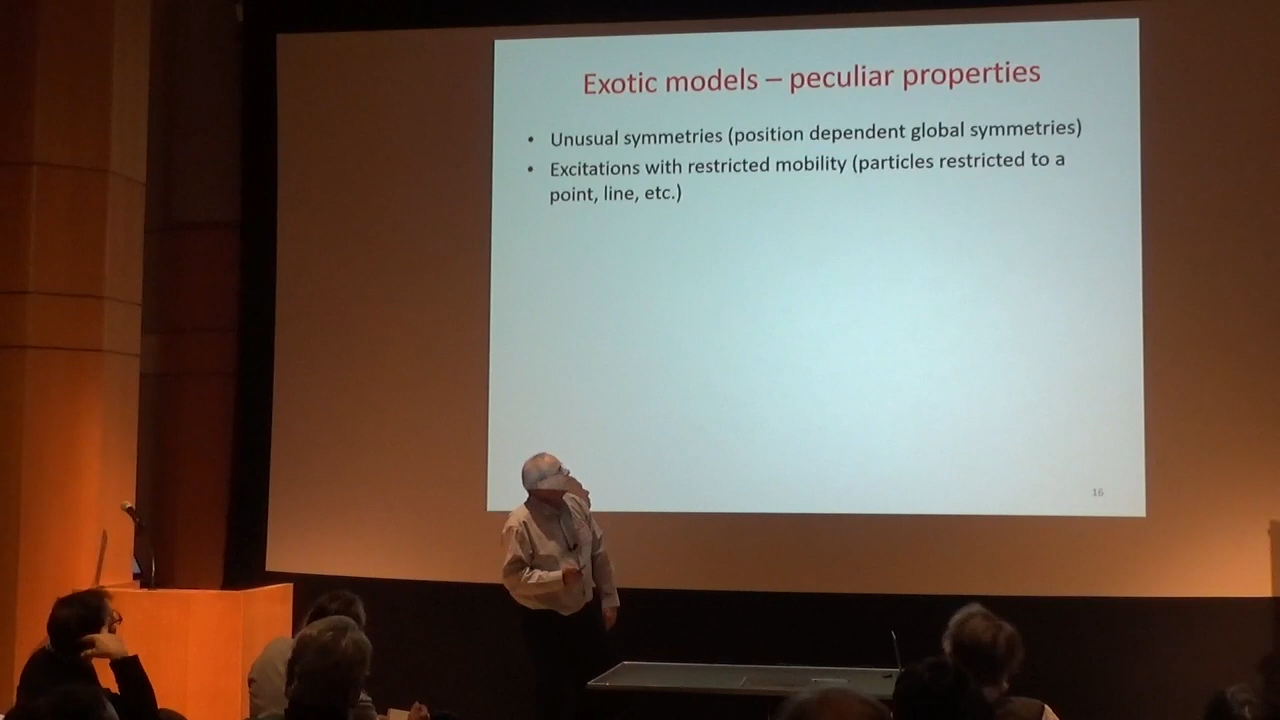 Exotic models – peculiar properties
• Unusual symmetries (position dependent global symmetries)
• Excitations with restricted mobility (particles restricted to a
point, line, etc.)
16